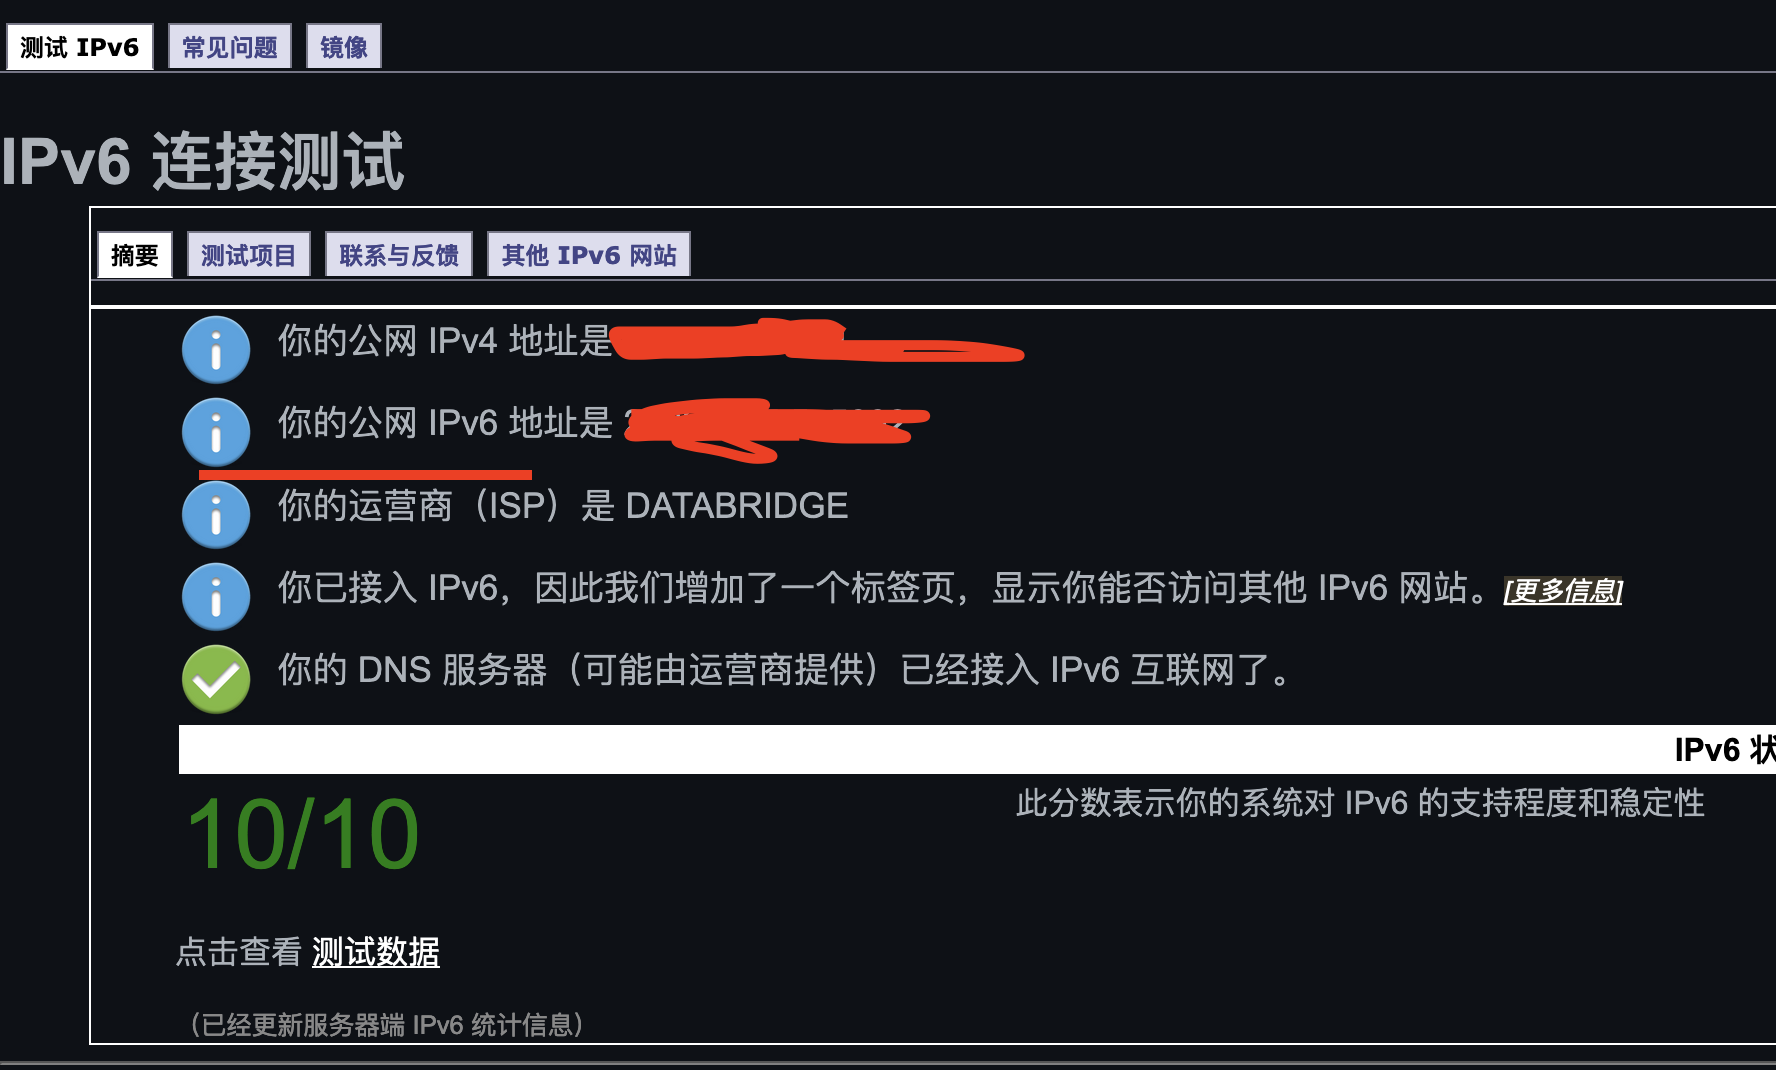 测试 IPv6 常见问题 镜像
IPv6 连接测试
摘要 测试项目 联系与反馈 其他 IPv6 网站
你的公网 IPv4 地址是
你的公网 IPv6 地址是
你的运营商（ISP）是 DATABRIDGE
你已接入 IPv6，因此我们增加了一个标签页，显示你能否访问其他 IPv6 网站。[更多信息]
你的 DNS 服务器（可能由运营商提供）已经接入 IPv6 互联网了。
IPv6 状
10/10
此分数表示你的系统对 IPv6 的支持程度和稳定性
点击查看 测试数据
（已经更新服务器端 IPv6 统计信息）